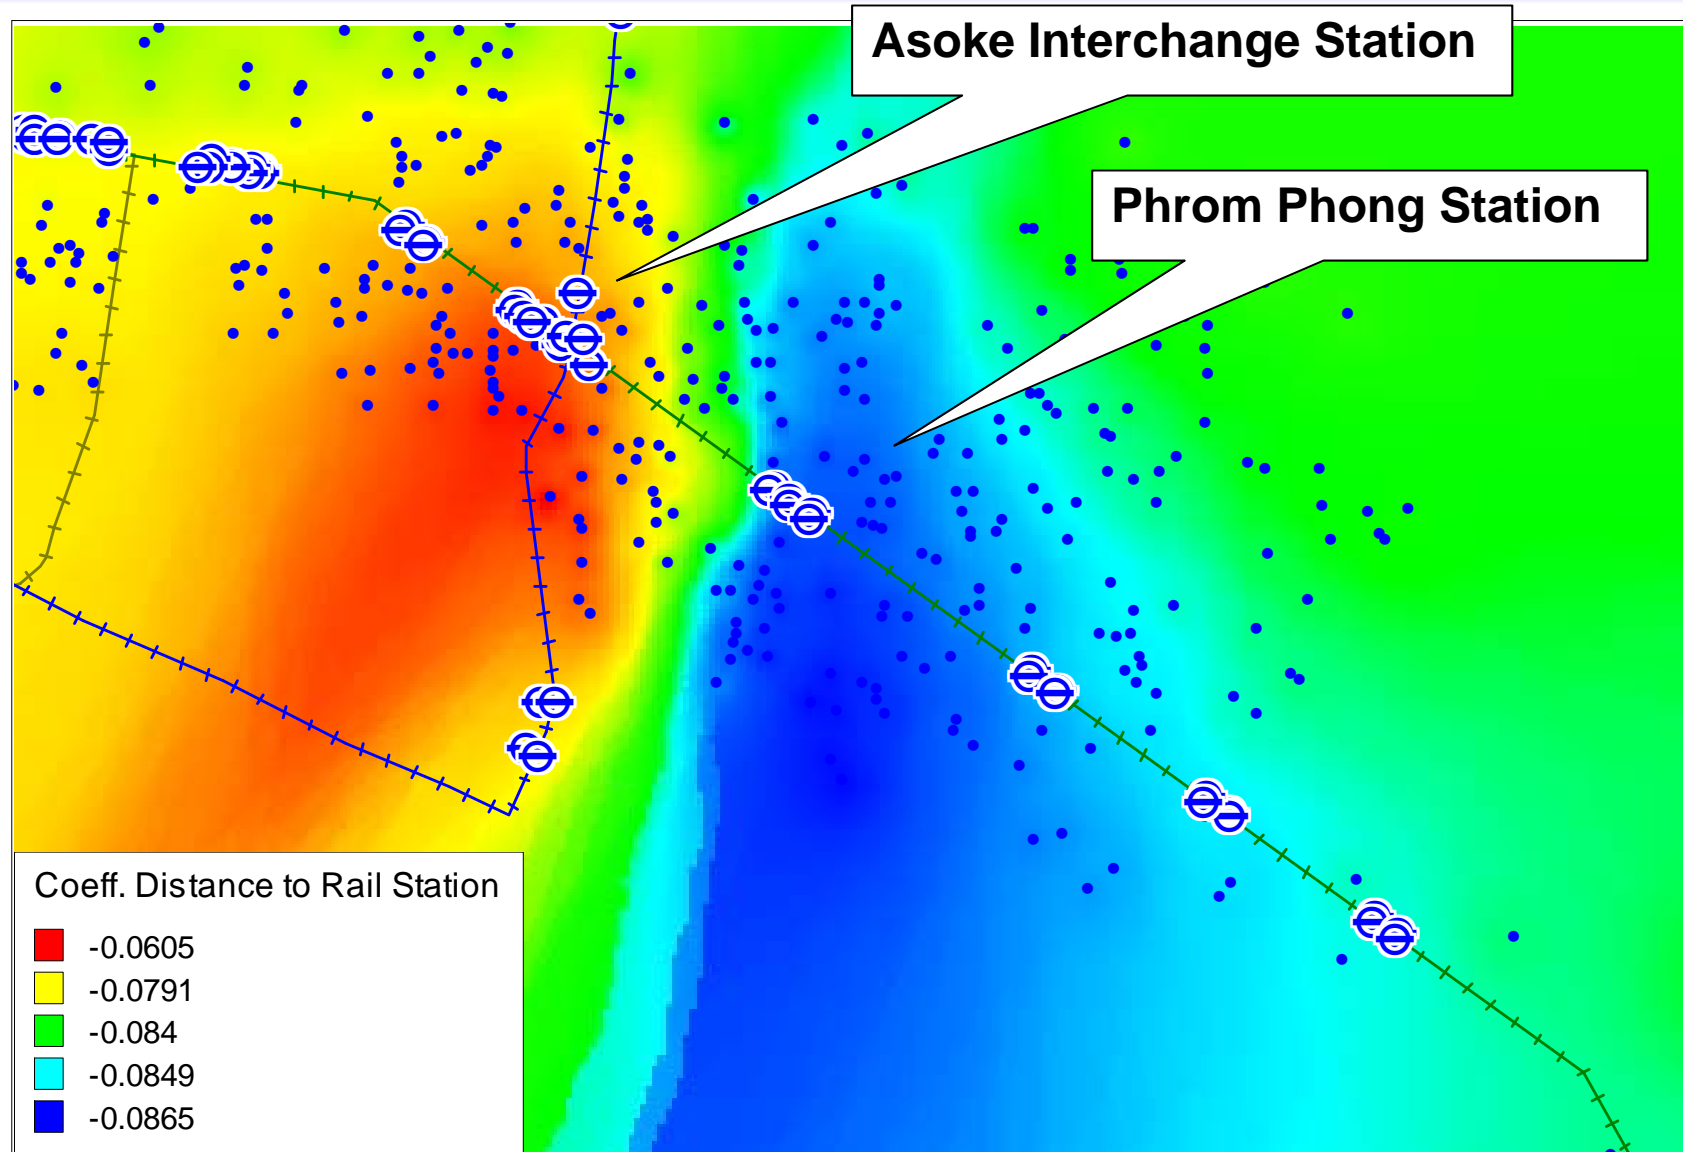 Asoke Interchange Station
Phrom Phong Station
Coeff. Distance to Rail Station
-0.0605
-0.0791
-0.084
-0.0849
-0.0865